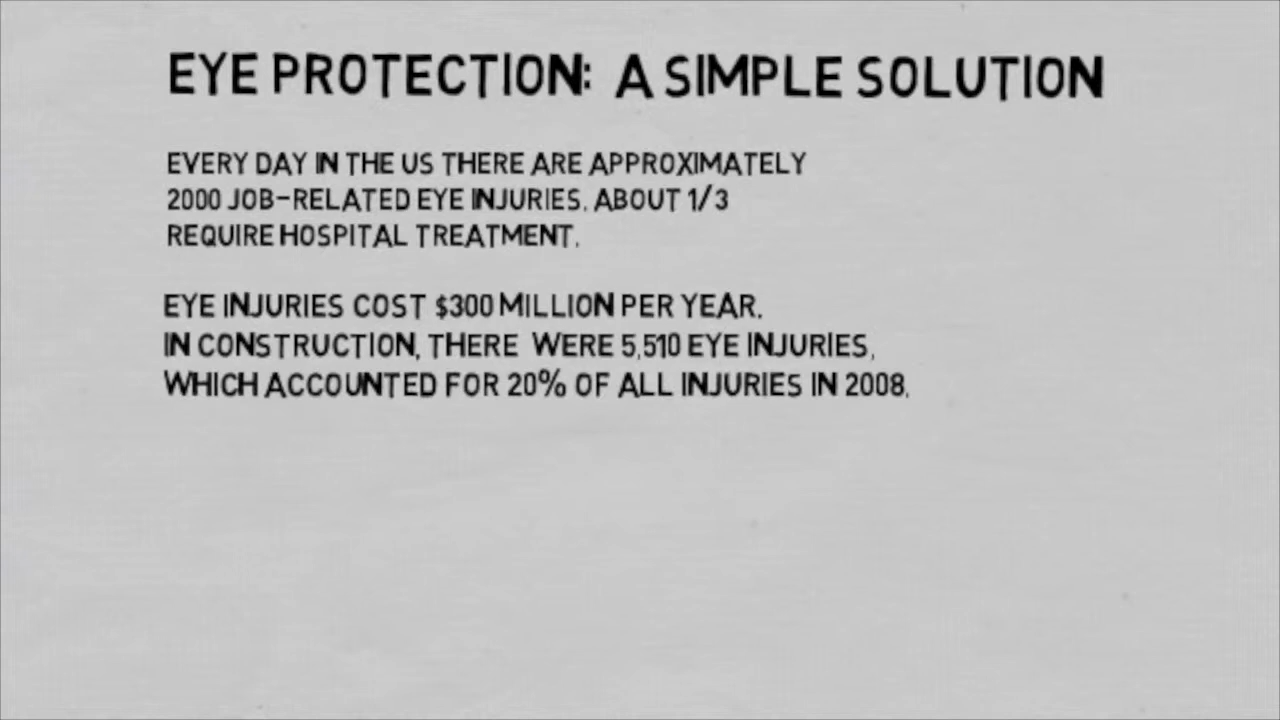 EYE PROTECTION: A SIMPLE SOLUTION
EVERY DAY IN THE US THERE ARE APPROXIMATELY
2000 JOB-RELATED EYE INJURIES. ABOUT 1/3
REQUIRE HOSPITAL TREATMENT.
EYE INJURIES COST $300 MILLION PER YEAR.
IN CONSTRUCTION, THERE WERE 5,510 EYE INJURIES,
WHICH ACCOUNTED FOR 20% OF ALL INJURIES IN 2008.